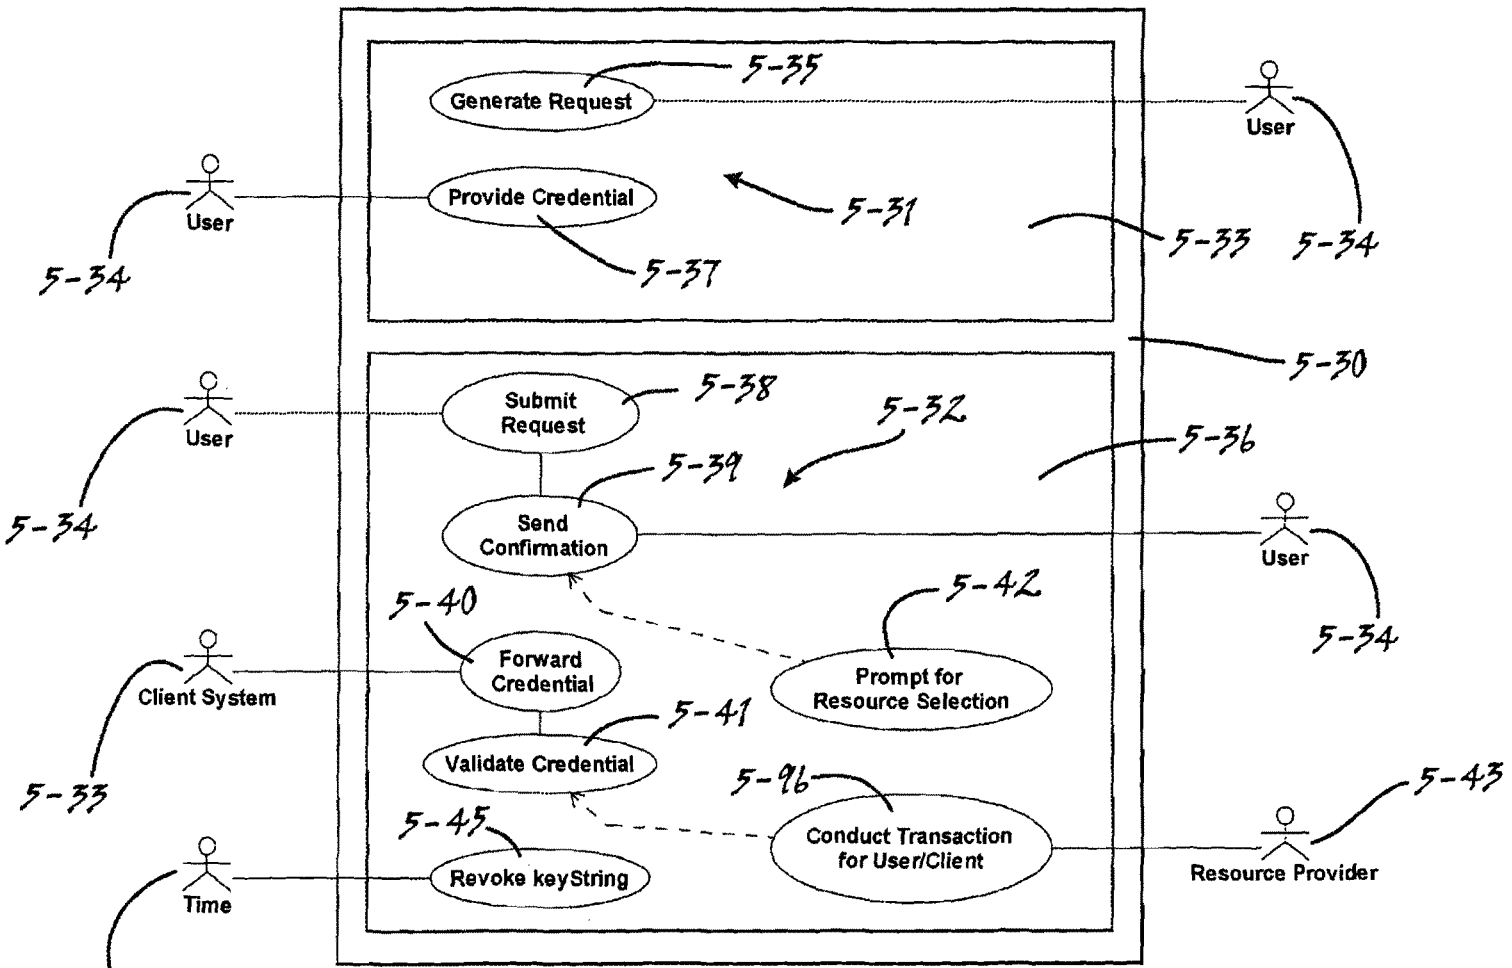 5-35
Generate Request
User
Provide Credential
User
5-31
5-33
5-34
5-34
5-37
5-30
5-38
Submit
Request
5-32
User
5-36
5-39
5-34
Send
Confirmation
User
5-40
5-42
5-34
Forward
Credential
Client System
Prompt for
Resource Selection
5-41
5-33
Validate Credential
5-96
5-43
5-45
Conduct Transaction
for User/Client
Resource Provider
Revoke keyString
Time